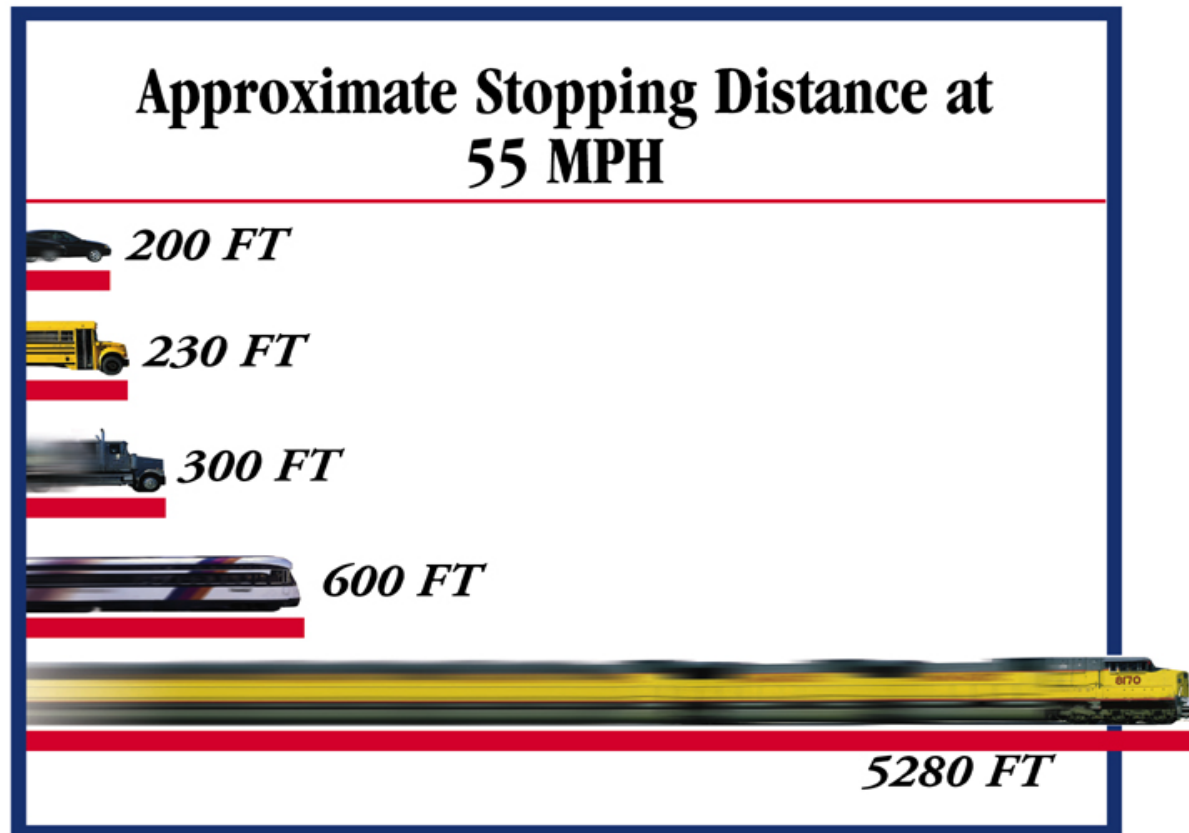 Approximate Stopping Distance at
55 MPH
200 FT
230 FT
300 FT
600 FT
8170
5280 FT